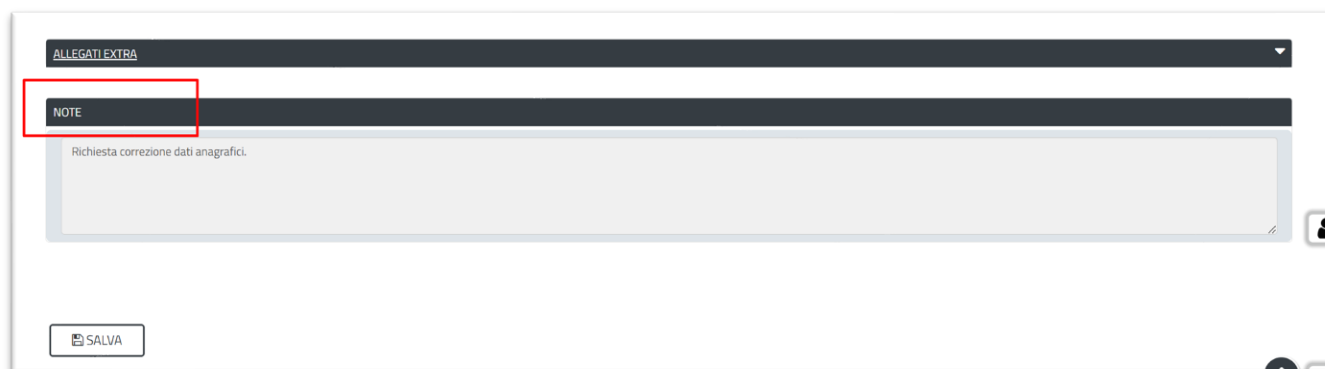 ALLEGATI EXTRA
NOTE
Richiesta correzione dati anagrafici.
SALVA